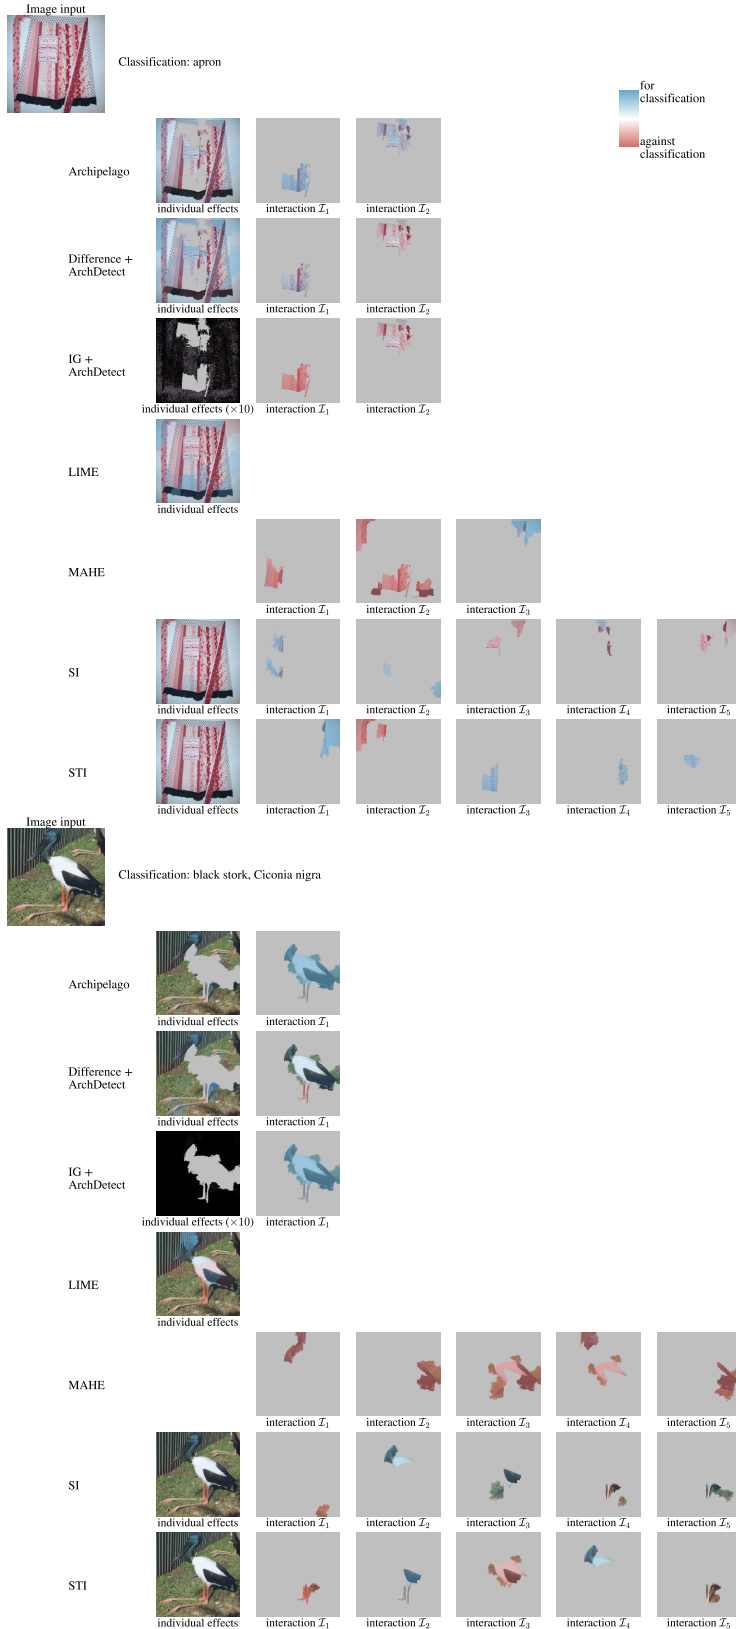 Image input
Classification: apron
for
classification
against
classification
Archipelago
individual effects
interaction I₁
interaction I₂
Difference +
ArchDetect
individual effects
interaction I₁
interaction I₂
IG +
ArchDetect
individual effects (×10)
interaction I₁
interaction I₂
LIME
individual effects
MAHE
interaction I₁
interaction I₂
interaction I₃
SI
individual effects
interaction I₁
interaction I₂
interaction I₃
interaction I₄
interaction I₅
STI
individual effects
interaction I₁
interaction I₂
interaction I₃
interaction I₄
interaction I₅
Image input
Classification: black stork, Ciconia nigra
Archipelago
individual effects
interaction I₁
Difference +
ArchDetect
individual effects
interaction I₁
IG +
ArchDetect
individual effects (×10)
interaction I₁
LIME
individual effects
MAHE
interaction I₁
interaction I₂
interaction I₃
interaction I₄
interaction I₅
SI
individual effects
interaction I₁
interaction I₂
interaction I₃
interaction I₄
interaction I₅
STI
individual effects
interaction I₁
interaction I₂
interaction I₃
interaction I₄
interaction I₅